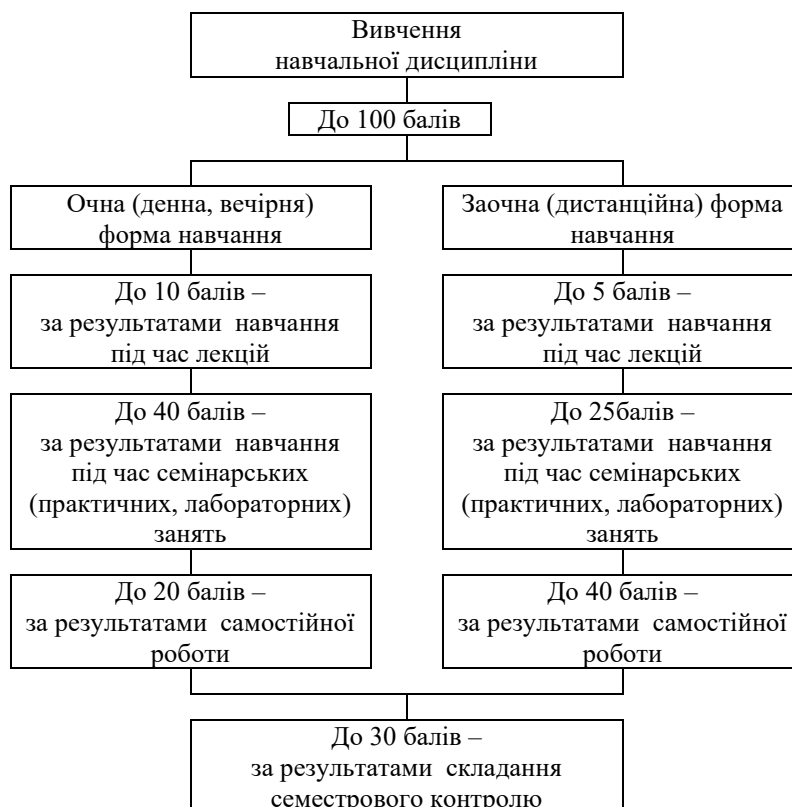 Вивчення
навчальної дисципліни
До 100 балів
Очна (денна, вечірня)
форма навчання
До 10 балів –
за результатами навчання
під час лекцій
До 40 балів –
за результатами навчання
під час семінарських
(практичних, лабораторних)
занять
До 20 балів –
за результатами самостійної
роботи
Заочна (дистанційна) форма
навчання
До 5 балів –
за результатами навчання
під час лекцій
До 25балів –
за результатами навчання
під час семінарських
(практичних, лабораторних)
занять
До 40 балів –
за результатами самостійної
роботи
До 30 балів –
за результатами складання
семестрового контролю